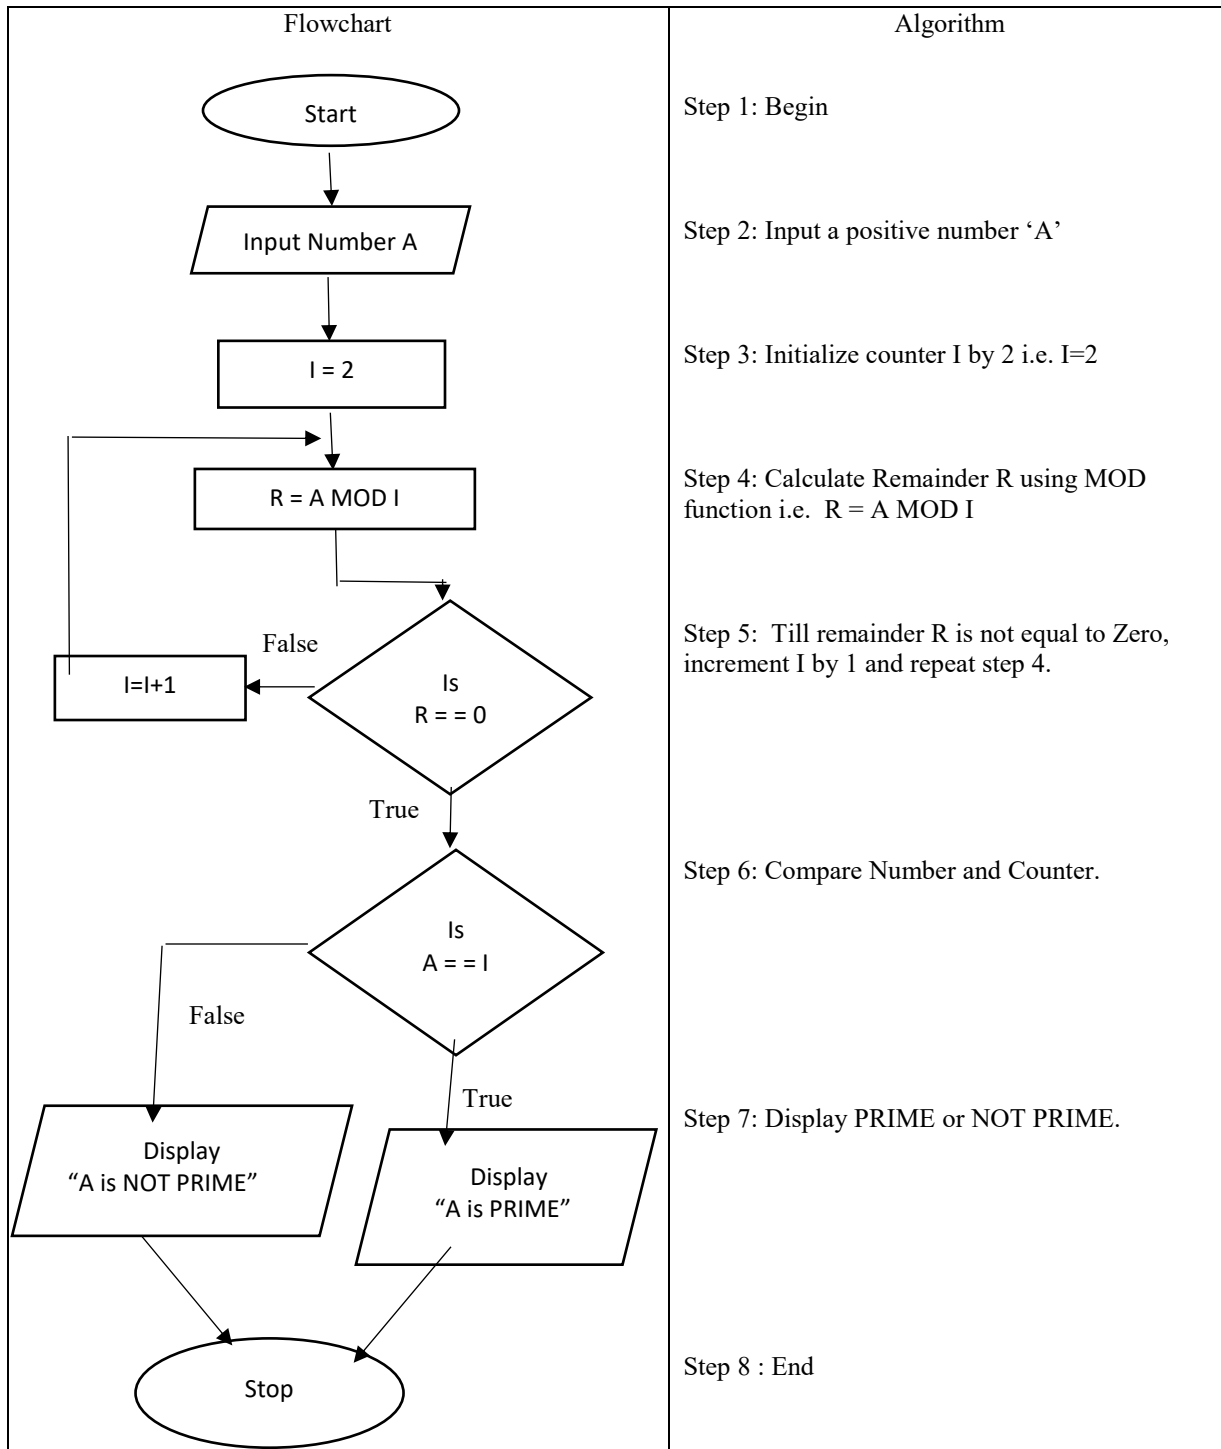 Flowchart
Algorithm
Start
Step 1: Begin
Input Number A
Step 2: Input a positive number ‘A’
I = 2
Step 3: Initialize counter I by 2 i.e. I=2
R = A MOD I
Step 4: Calculate Remainder R using MOD
function i.e.  R = A MOD I
False
I=I+1
Is
R = = 0
Step 5:  Till remainder R is not equal to Zero,
increment I by 1 and repeat step 4.
True
Is
A = = I
Step 6: Compare Number and Counter.
False
True
Display
“A is NOT PRIME”
Display
“A is PRIME”
Step 7: Display PRIME or NOT PRIME.
Stop
Step 8 : End